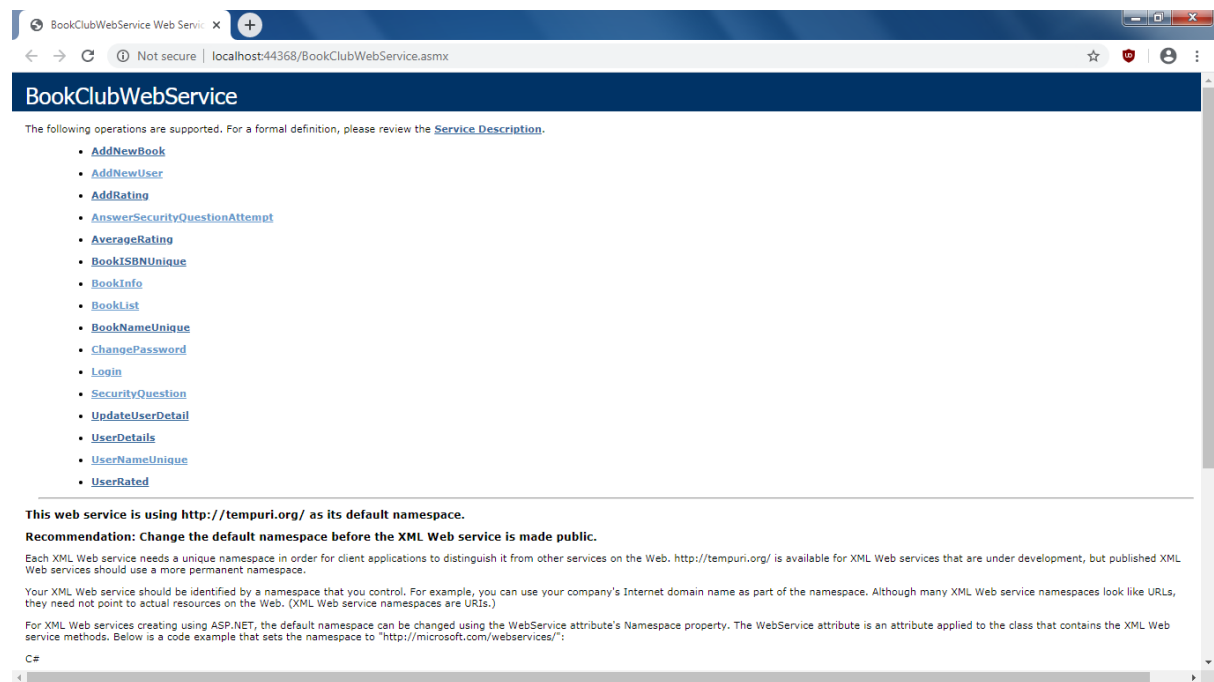 BookClubWebService Web Servic
Not secure | localhost:44368/BookClubWebService.asmx
BookClubWebService
The following operations are supported. For a formal definition, please review the Service Description.
• AddNewBook
• AddNewUser
• AddRating
• AnswerSecurityQuestionAttempt
• AverageRating
• BookISBNUnique
• BookInfo
• BookList
• BookNameUnique
• ChangePassword
• Login
• SecurityQuestion
• UpdateUserDetail
• UserDetails
• UserNameUnique
• UserRated
This web service is using http://tempuri.org/ as its default namespace.
Recommendation: Change the default namespace before the XML Web service is made public.
Each XML Web service needs a unique namespace in order for client applications to distinguish it from other services on the Web. http://tempuri.org/ is available for XML Web services that are under development, but published XML
Web services should use a more permanent namespace.
Your XML Web service should be identified by a namespace that you control. For example, you can use your company's Internet domain name as part of the namespace. Although many XML Web service namespaces look like URLs,
they need not point to actual resources on the Web. (XML Web service namespaces are URIs.)
For XML Web services creating using ASP.NET, the default namespace can be changed using the WebService attribute's Namespace property. The WebService attribute is an attribute applied to the class that contains the XML Web
service methods. Below is a code example that sets the namespace to "http://microsoft.com/webservices/":
C#